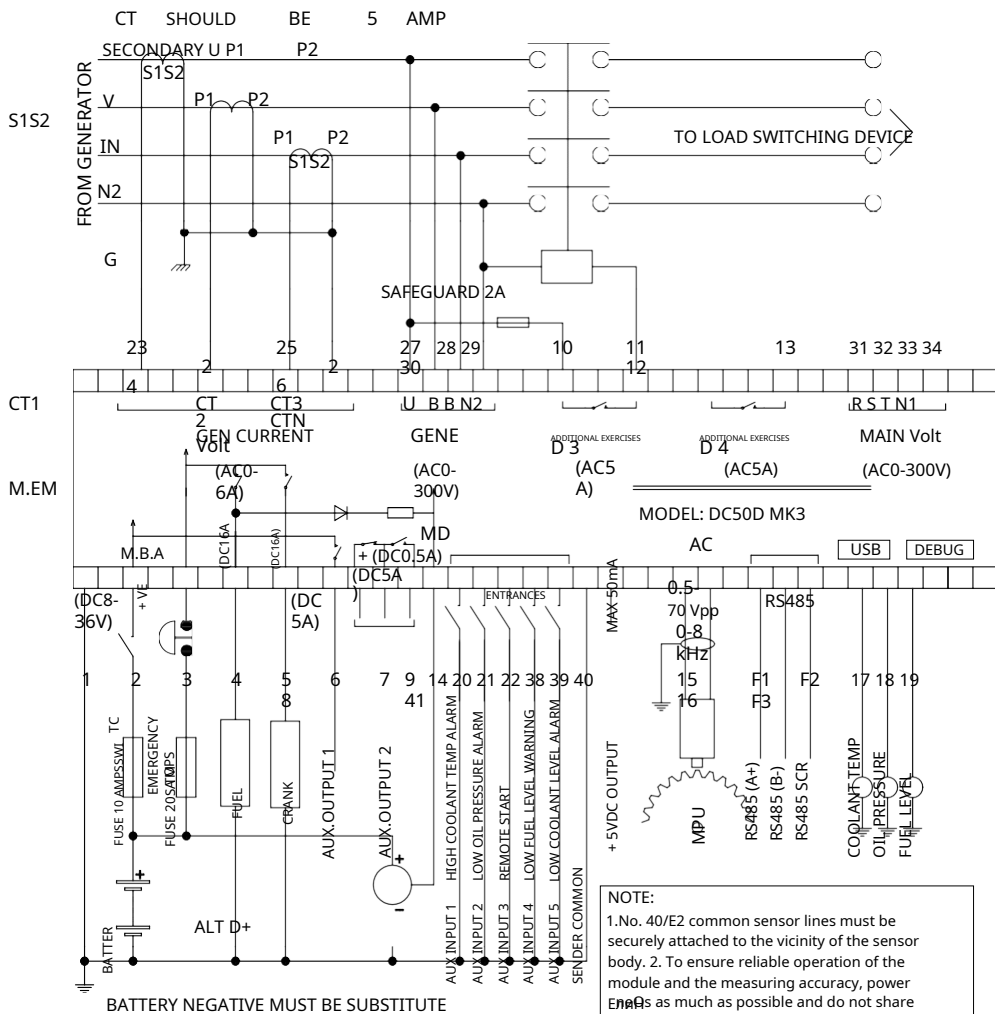 CT SHOULD BE 5 AMP
SECONDARY U P1 P2
S1S2
V P1 P2
S1S2
P1 P2
IN
S1S2
TO LOAD SWITCHING DEVICE
N2
FROM GENERATOR
G
SAFEGUARD 2A
23 25 27 28 29 10 11 13 31 32 33 34
2 2 30 12
4 6
CT1
CT CT3 U B B N2 R S T N1
2 CTN
GEN CURRENT GENE
ADDITIONAL EXERCISES ADDITIONAL EXERCISES
D 3 D 4
MAIN Volt
Volt
(AC0-6A) (AC0-300V) (AC5A) (AC5A) (AC0-300V)
M.EM
MODEL: DC50D MK3
MD
AC
M.B.A
(DC16A
(DC16A)
+ (DC0.5A)
(DC5A
)
USB DEBUG
ENTRANCES
MAX 50mA
0.5-
70 Vpp
0-8
kHz
RS485
(DC8-36V)
+ VE
(DC
5A)
1 2 3 4 5 6 7 9 14 20 21 22 38 39 40 15 F1 F2 17 18 19
8 41 16 F3
FUSE 10 AMPSSWI
TC
EMERGENCY
FUSE 20
FUEL
CRANK
AUX.OUTPUT 1
AUX.OUTPUT 2
AUX INPUT 1 HIGH COOLANT TEMP ALARM
AUX INPUT 2 LOW OIL PRESSURE ALARM
AUX INPUT 3 REMOTE START
AUX INPUT 4 LOW FUEL LEVEL WARNING
AUX INPUT 5 LOW COOLANT LEVEL ALARM
SENDER COMMON
+ 5VDC OUTPUT
MPU
RS485 (A+)
RS485 (B-)
RS485 SCR
COOLANT TEMP
OIL PRESSURE
FUEL LEVEL
+
+
-
BATTER
ALT D+
BATTERY NEGATIVE MUST BE SUBSTITUTE
NOTE:
1.No. 40/E2 common sensor lines must be
securely attached to the vicinity of the sensor
body. 2. To ensure reliable operation of the
module and the measuring accuracy, power
as much as possible and do not share